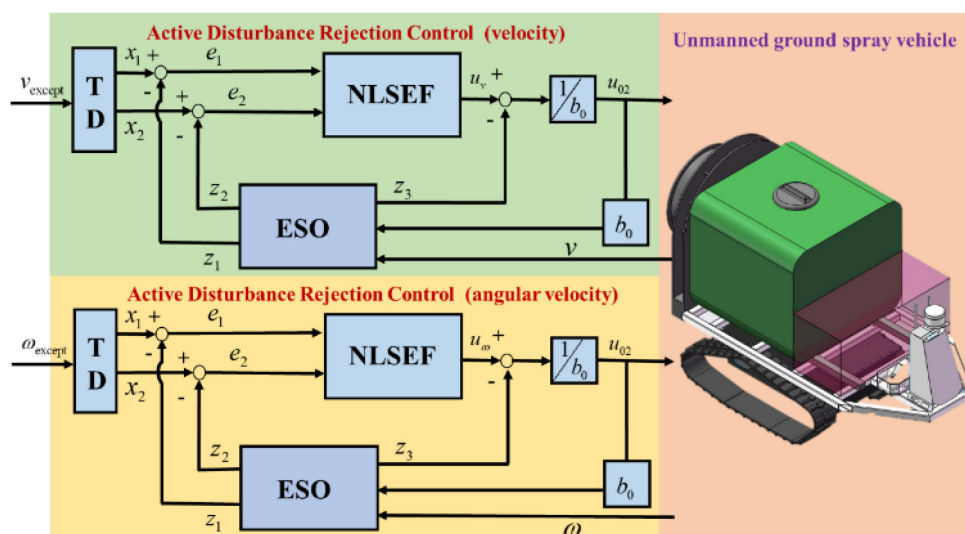 Active Disturbance Rejection Control (velocity)
Unmanned ground spray vehicle
v_except
T
D
x_1 +
-
e_1
+
e_2
-
x_2
NLSEF
u_v +
-
1/b_0
u_02
z_2
z_3
ESO
b_0
z_1
v
Active Disturbance Rejection Control (angular velocity)
ω_except
T
D
x_1 +
-
e_1
+
e_2
-
x_2
NLSEF
u_ω +
-
1/b_0
u_02
z_2
z_3
ESO
b_0
z_1
ω